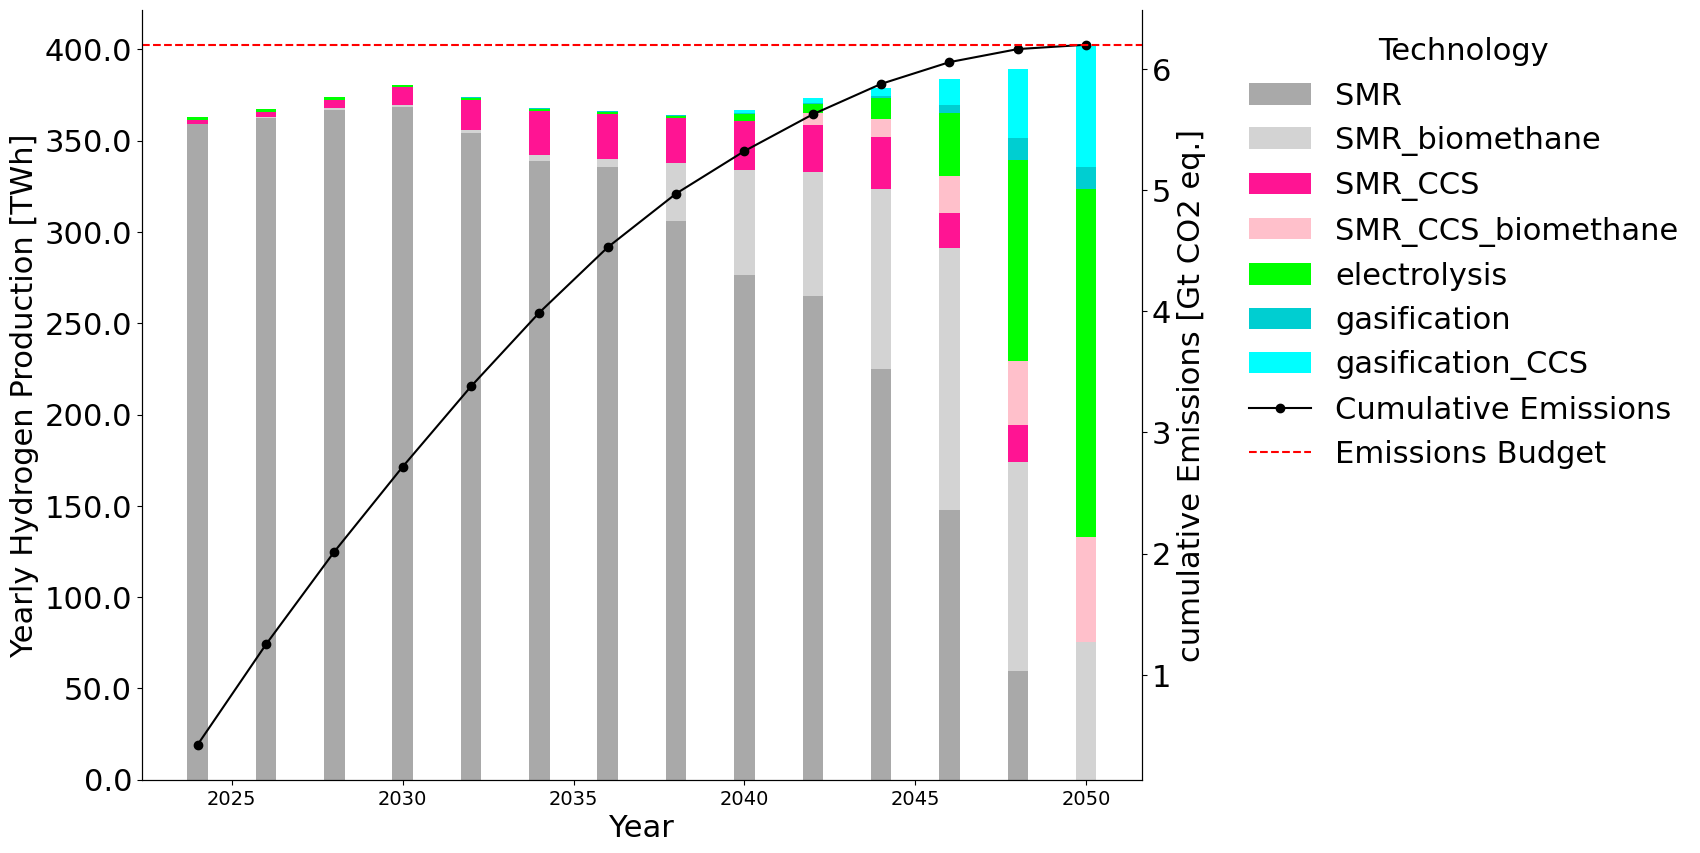 Yearly Hydrogen Production [TWh]
400.0
350.0
300.0
250.0
200.0
150.0
100.0
50.0
0.0
2025
2030
2035
2040
2045
2050
Year
6
5
4
3
2
1
cumulative Emissions [Gt CO2 eq.]
Technology
SMR
SMR_biomethane
SMR_CCS
SMR_CCS_biomethane
electrolysis
gasification
gasification_CCS
Cumulative Emissions
Emissions Budget